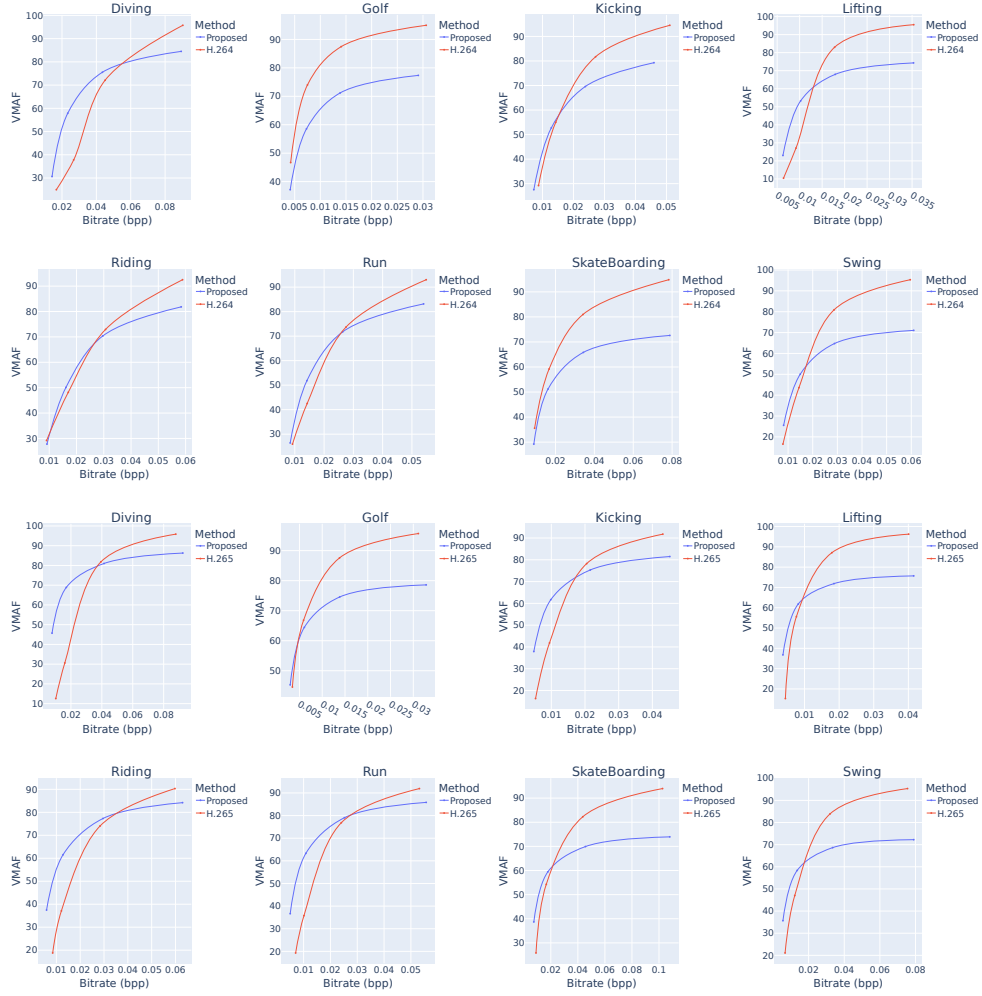 Diving
Method
Proposed
H.264
VMAF
100
90
80
70
60
50
40
30
0.02
0.04
0.06
0.08
Bitrate (bpp)
Golf
Method
Proposed
H.264
VMAF
90
80
70
60
50
40
0.005
0.01
0.015
0.02
0.025
0.03
Bitrate (bpp)
Kicking
Method
Proposed
H.264
VMAF
90
80
70
60
50
40
30
0.01
0.02
0.03
0.04
0.05
Bitrate (bpp)
Lifting
Method
Proposed
H.264
VMAF
100
90
80
70
60
50
40
30
20
10
0.005
0.01
0.015
0.02
0.025
0.03
0.035
Bitrate (bpp)
Riding
Method
Proposed
H.264
VMAF
90
80
70
60
50
40
30
0.01
0.02
0.03
0.04
0.05
0.06
Bitrate (bpp)
Run
Method
Proposed
H.264
VMAF
90
80
70
60
50
40
30
0.01
0.02
0.03
0.04
0.05
Bitrate (bpp)
SkateBoarding
Method
Proposed
H.264
VMAF
90
80
70
60
50
40
30
0.02
0.04
0.06
0.08
Bitrate (bpp)
Swing
Method
Proposed
H.264
VMAF
100
90
80
70
60
50
40
30
20
0.01
0.02
0.03
0.04
0.05
0.06
Bitrate (bpp)
Diving
Method
Proposed
H.265
VMAF
100
90
80
70
60
50
40
30
20
10
0.02
0.04
0.06
0.08
Bitrate (bpp)
Golf
Method
Proposed
H.265
VMAF
90
80
70
60
50
0.005
0.01
0.015
0.02
0.025
0.03
Bitrate (bpp)
Kicking
Method
Proposed
H.265
VMAF
90
80
70
60
50
40
30
20
0.01
0.02
0.03
0.04
Bitrate (bpp)
Lifting
Method
Proposed
H.265
VMAF
100
90
80
70
60
50
40
30
20
0.01
0.02
0.03
0.04
Bitrate (bpp)
Riding
Method
Proposed
H.265
VMAF
90
80
70
60
50
40
30
20
0.01
0.02
0.03
0.04
0.05
0.06
Bitrate (bpp)
Run
Method
Proposed
H.265
VMAF
90
80
70
60
50
40
30
20
0.01
0.02
0.03
0.04
0.05
Bitrate (bpp)
SkateBoarding
Method
Proposed
H.265
VMAF
90
80
70
60
50
40
30
0.02
0.04
0.06
0.08
0.1
Bitrate (bpp)
Swing
Method
Proposed
H.265
VMAF
100
90
80
70
60
50
40
30
20
0.02
0.04
0.06
0.08
Bitrate (bpp)